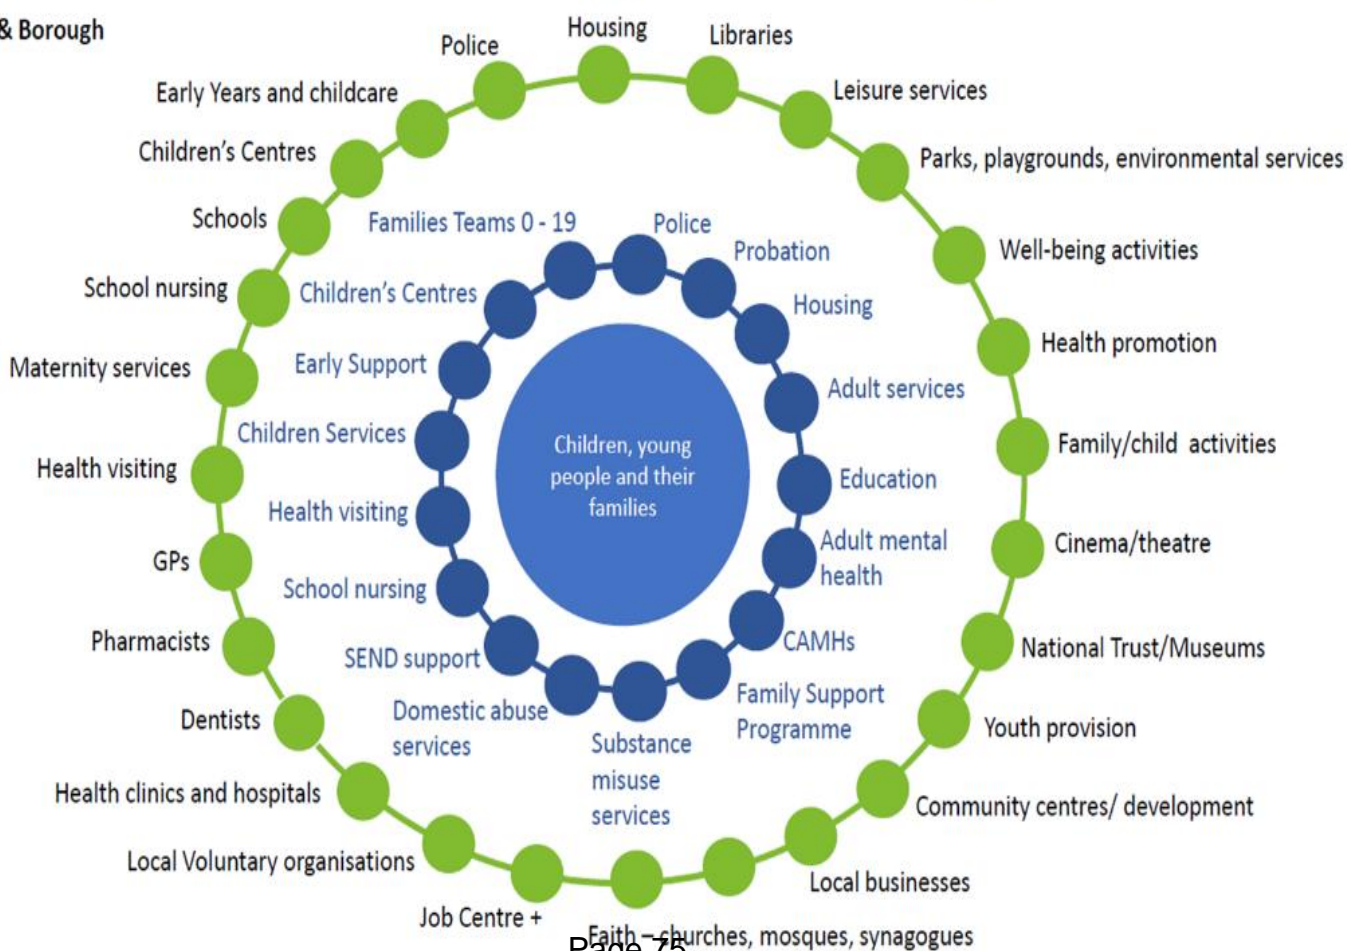 & Borough
Housing
Libraries
Police
Leisure services
Early Years and childcare
Children's Centres
Parks, playgrounds, environmental services
Schools
Families Teams 0 - 19
Police
Probation
Well-being activities
School nursing
Children's Centres
Housing
Health promotion
Maternity services
Early Support
Adult services
Children Services
Children, young
people and their
families
Family/child activities
Health visiting
Education
Health visiting
Adult mental
health
Cinema/theatre
GPs
School nursing
CAMHs
Pharmacists
SEND support
National Trust/Museums
Family Support
Programme
Dentists
Domestic abuse
services
Substance
misuse
services
Youth provision
Health clinics and hospitals
Community centres/ development
Local Voluntary organisations
Local businesses
Job Centre +
Faith – churches, mosques, synagogues
Page 75